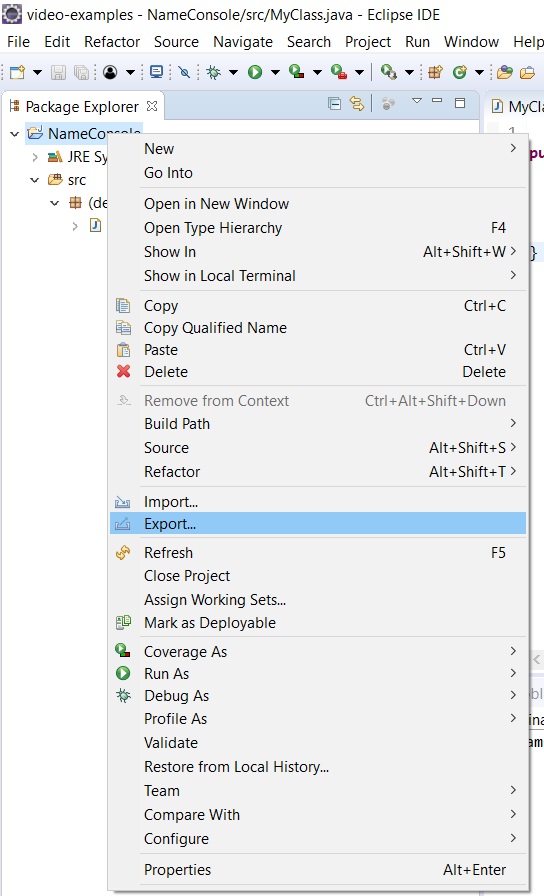 video-examples - NameConsole/src/MyClass.java - Eclipse IDE
File Edit Refactor Source Navigate Search Project Run Window Help
Package Explorer
NameConsole
JRE Sy
src
(de
New
Go Into
Open in New Window
Open Type Hierarchy F4
Show In Alt+Shift+W
Show in Local Terminal
Copy Ctrl+C
Copy Qualified Name
Paste Ctrl+V
Delete Delete
Remove from Context Ctrl+Alt+Shift+Down
Build Path
Source Alt+Shift+S
Refactor Alt+Shift+T
Import...
Export...
Refresh F5
Close Project
Assign Working Sets...
Mark as Deployable
Coverage As
Run As
Debug As
Profile As
Validate
Restore from Local History...
Team
Compare With
Configure
Properties Alt+Enter
MyCla
1
pu
}